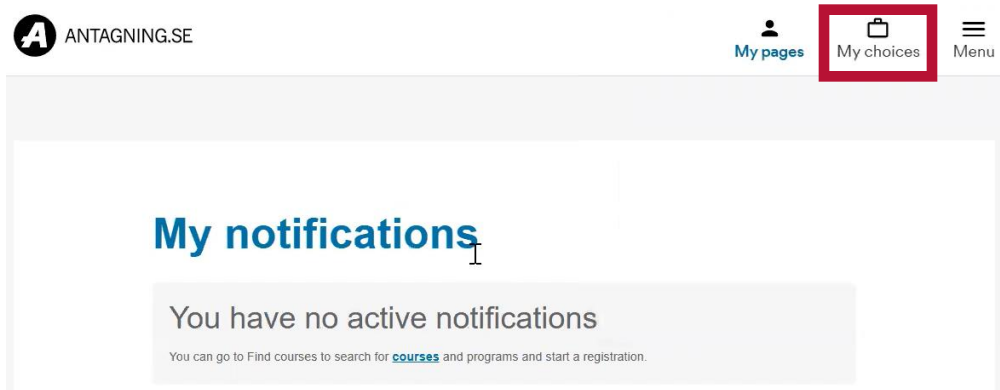 ANTAGNING.SE
My pages
My choices
Menu
My notifications
You have no active notifications
You can go to Find courses to search for courses and programs and start a registration.